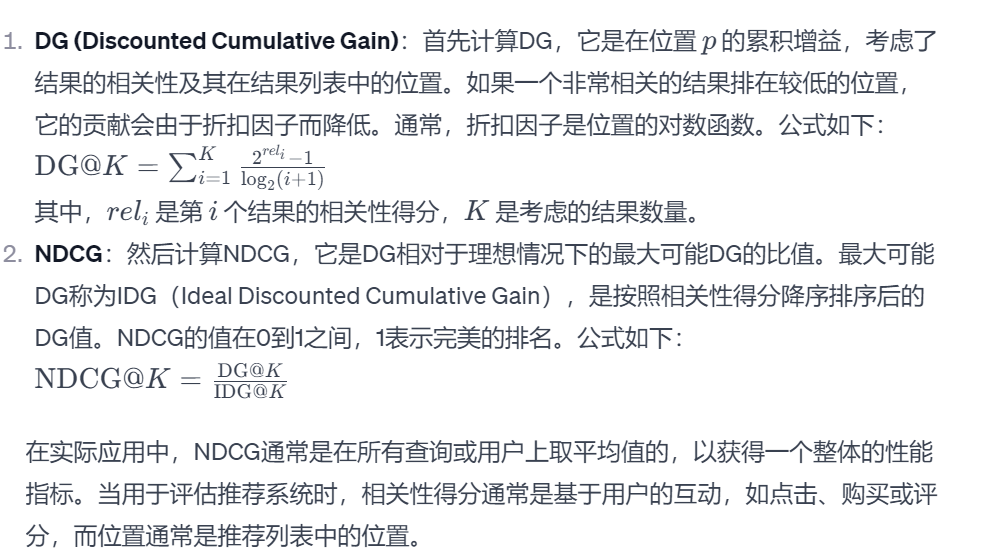 1. DG (Discounted Cumulative Gain)：首先计算DG，它是在位置 p 的累积增益，考虑了
结果的相关性及其在结果列表中的位置。如果一个非常相关的结果排在较低的位置，
它的贡献会由于折扣因子而降低。通常，折扣因子是位置的对数函数。公式如下：
DG@K = ∑_{i=1}^{K} \frac{2^{rel_i}-1}{\log_2(i+1)}
其中，rel_i 是第 i 个结果的相关性得分，K 是考虑的结果数量。
2. NDCG：然后计算NDCG，它是DG相对于理想情况下的最大可能DG的比值。最大可能
DG称为IDG（Ideal Discounted Cumulative Gain），是按照相关性得分降序排序后的
DG值。NDCG的值在0到1之间，1表示完美的排名。公式如下：
NDCG@K = \frac{DG@K}{IDG@K}
在实际应用中，NDCG通常是在所有查询或用户上取平均值的，以获得一个整体的性能
指标。当用于评估推荐系统时，相关性得分通常是基于用户的互动，如点击、购买或评
分，而位置通常是推荐列表中的位置。